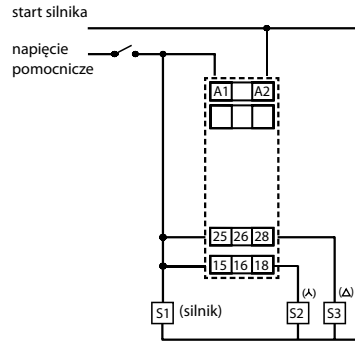 start silnika
napięcie
pomocnicze
A1 A2
25 26 28
15 16 18
(⅄) (Δ)
S1 (silnik) S2 S3